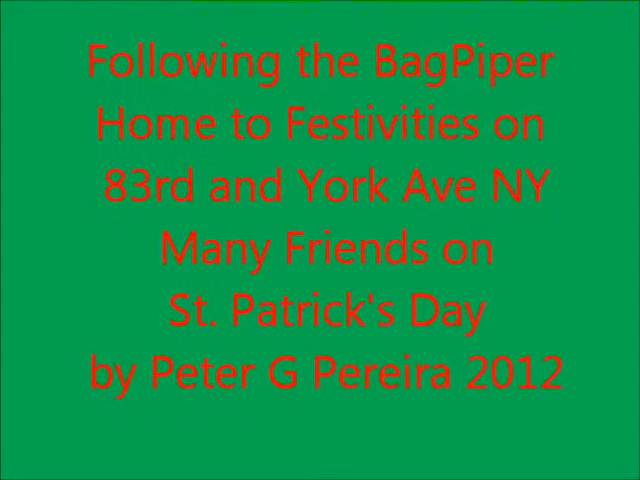 Following the BagPiper
Home to Festivities on
83rd and York Ave NY
Many Friends on
St. Patrick's Day
by Peter G Pereira 2012